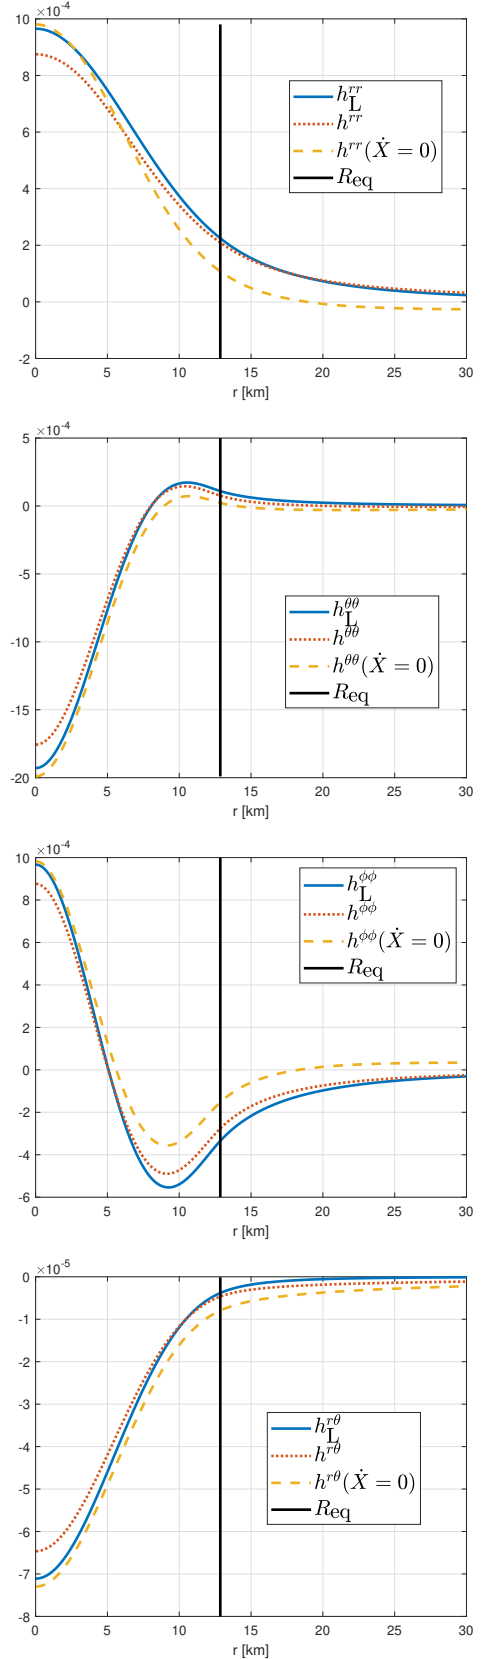 ×10⁻⁴
10
8
6
4
2
0
-2
0 5 10 15 20 25 30
r [km]
h_L^{rr}
h^{rr}
h^{rr}(Ẋ = 0)
R_eq
×10⁻⁴
5
0
-5
-10
-15
-20
0 5 10 15 20 25 30
r [km]
h_L^{θθ}
h^{θθ}
h^{θθ}(Ẋ = 0)
R_eq
×10⁻⁴
10
8
6
4
2
0
-2
-4
-6
0 5 10 15 20 25 30
r [km]
h_L^{ϕϕ}
h^{ϕϕ}
h^{ϕϕ}(Ẋ = 0)
R_eq
×10⁻⁵
0
-1
-2
-3
-4
-5
-6
-7
-8
0 5 10 15 20 25 30
r [km]
h_L^{rθ}
h^{rθ}
h^{rθ}(Ẋ = 0)
R_eq